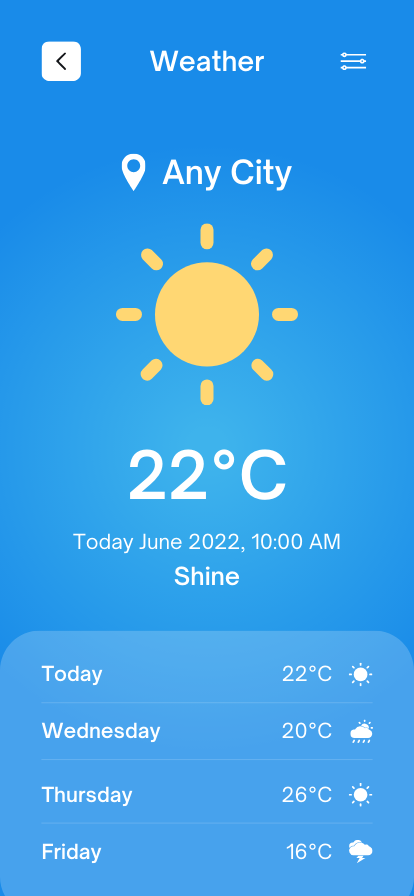 Weather
Any City
22°C
Today June 2022, 10:00 AM
Shine
Today 22°C
Wednesday 20°C
Thursday 26°C
Friday 16°C